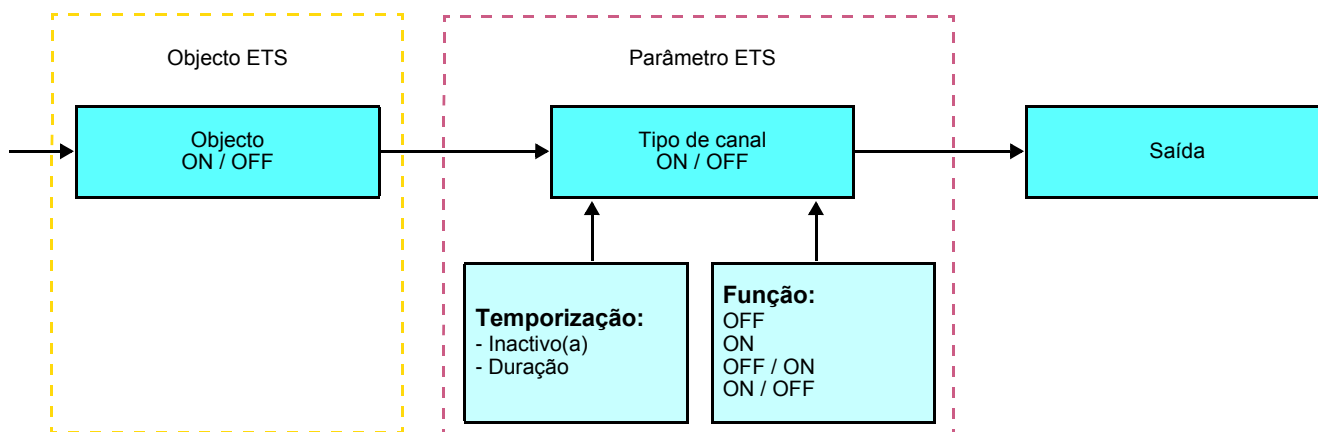 Objecto ETS
Parâmetro ETS
Objecto
ON / OFF
Tipo de canal
ON / OFF
Saída
Temporização:
- Inactivo(a)
- Duração
Função:
OFF
ON
OFF / ON
ON / OFF